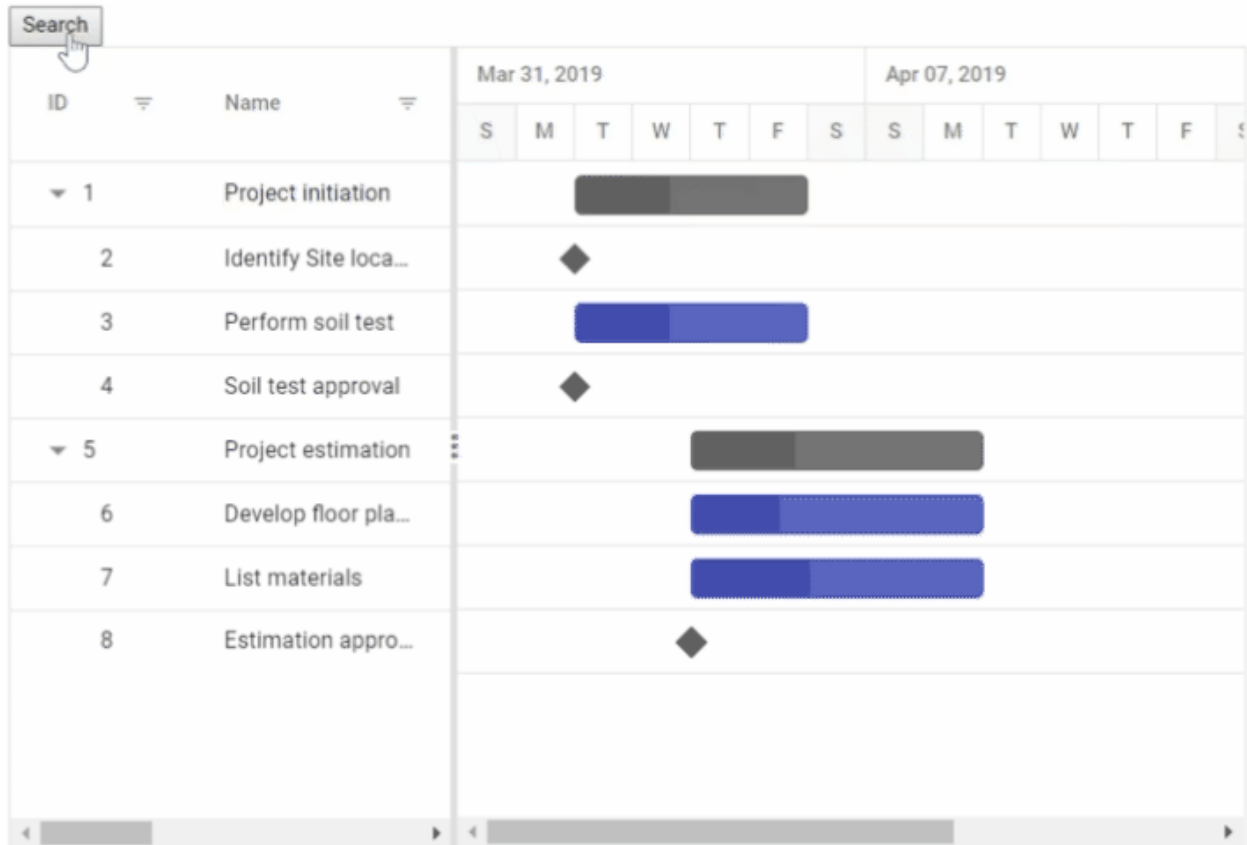 Search
ID Name
Mar 31, 2019 Apr 07, 2019
S M T W T F S S M T W T F S
1 Project initiation
2 Identify Site loca...
3 Perform soil test
4 Soil test approval
5 Project estimation
6 Develop floor pla...
7 List materials
8 Estimation appro...